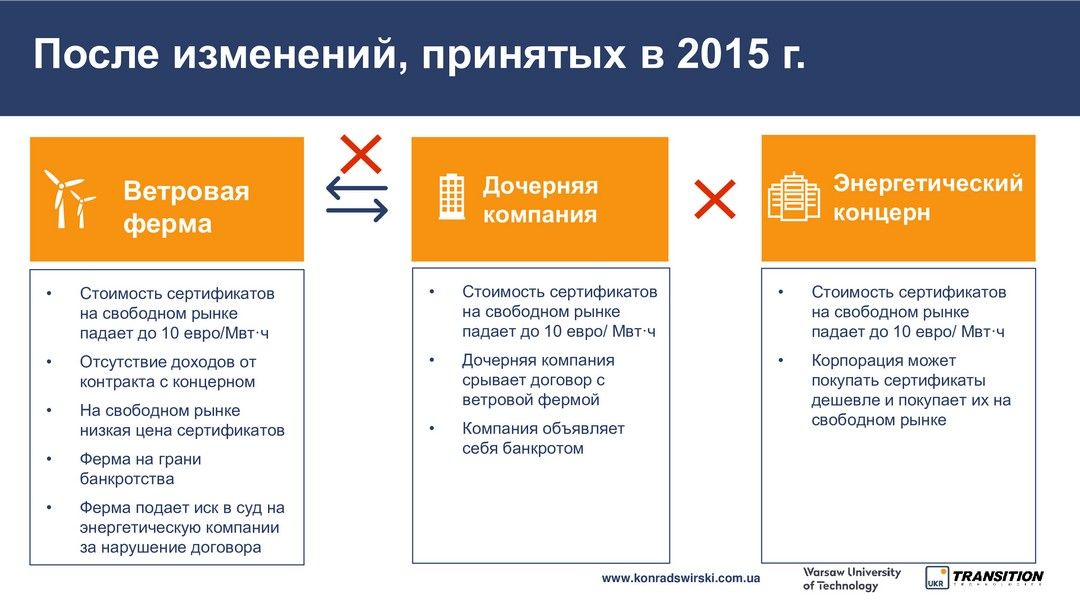 После изменений, принятых в 2015 г.
Ветровая
ферма
Дочерняя
компания
Энергетический
концерн
• Стоимость сертификатов
на свободном рынке
падает до 10 евро/Мвт·ч
• Отсутствие доходов от
контракта с концерном
• На свободном рынке
низкая цена сертификатов
• Ферма на грани
банкротства
• Ферма подает иск в суд на
энергетическую компании
за нарушение договора
• Стоимость сертификатов
на свободном рынке
падает до 10 евро/ Мвт·ч
• Дочерняя компания
срывает договор с
ветровой фермой
• Компания объявляет
себя банкротом
• Стоимость сертификатов
на свободном рынке
падает до 10 евро/ Мвт·ч
• Корпорация может
покупать сертификаты
дешевле и покупает их на
свободном рынке
www.konradswirski.com.ua
Warsaw University
of Technology
UKR
TRANSITION
TECHNOLOGIES